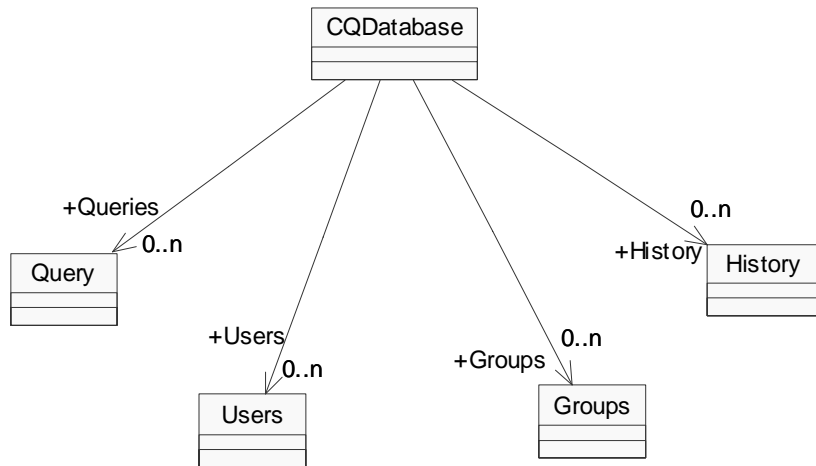 CQDatabase
+Queries
0..n
0..n
+History
Query
History
+Users
0..n
0..n
+Groups
Users
Groups